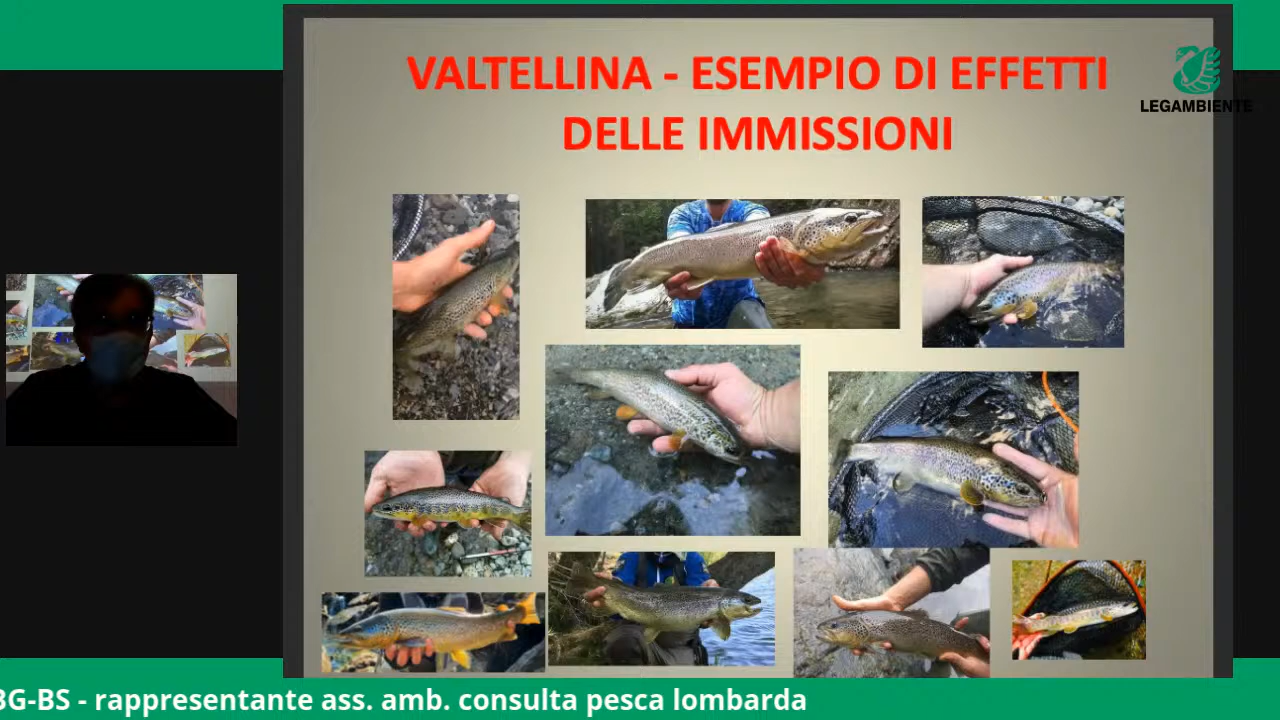 VALTELLINA - ESEMPIO DI EFFETTI
DELLE IMMISSIONI
LEGAMBIENTE
BG-BS - rappresentante ass. amb. consulta pesca lombarda